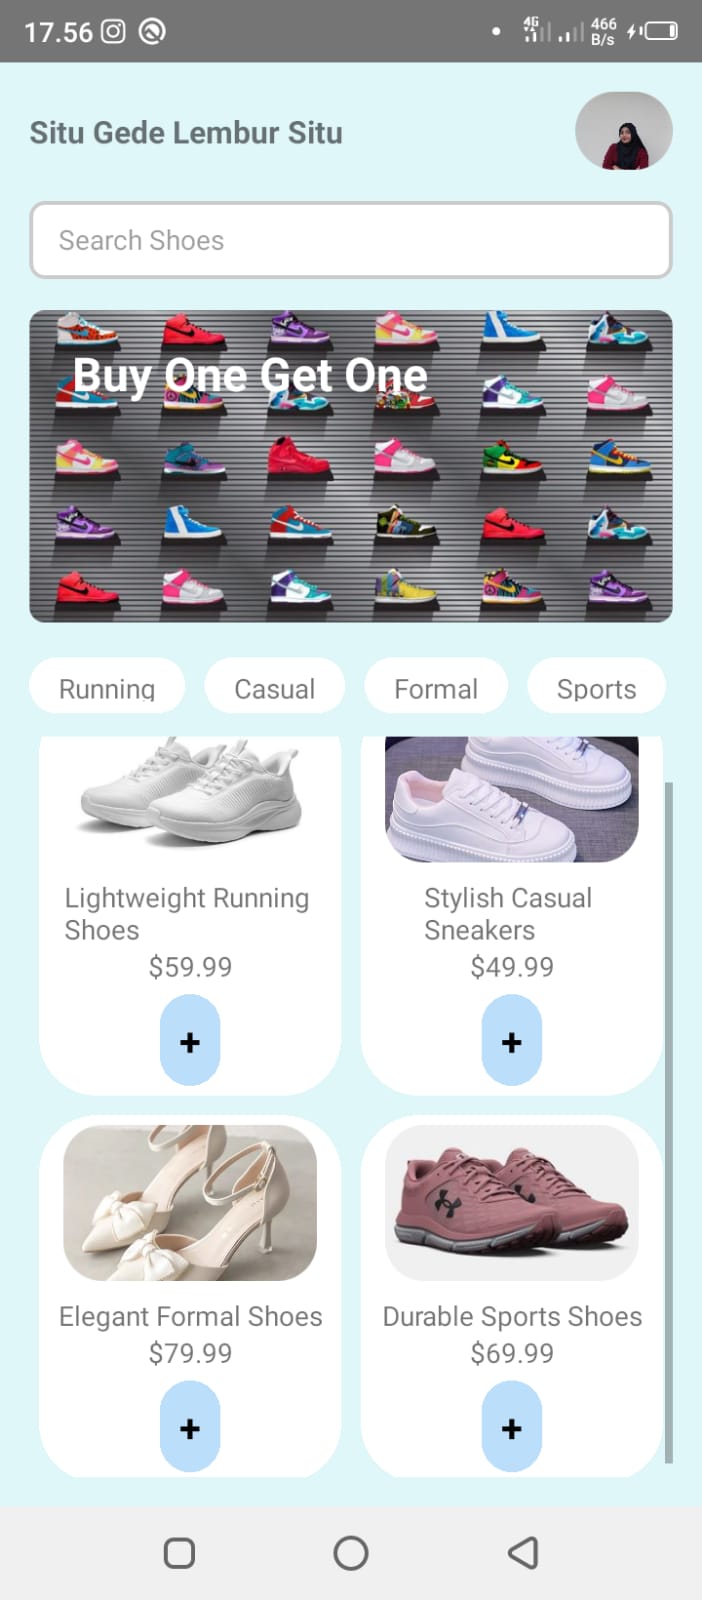 17.56
4G
466
B/s
Situ Gede Lembur Situ
Search Shoes
Buy One Get One
Running Casual Formal Sports
Lightweight Running
Shoes
$59.99
+
Stylish Casual
Sneakers
$49.99
+
Elegant Formal Shoes
$79.99
+
Durable Sports Shoes
$69.99
+